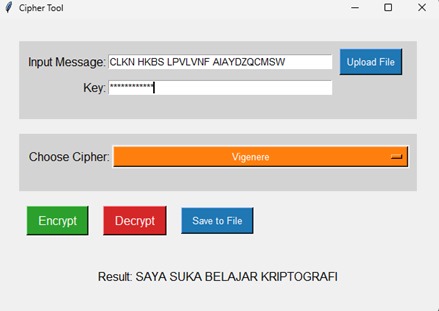 Cipher Tool
Input Message: CLKN HKBS LPVLVNF AIAYDZQCMSW Upload File
Key: ************
Choose Cipher: Vigenere
Encrypt Decrypt Save to File
Result: SAYA SUKA BELAJAR KRIPTOGRAFI